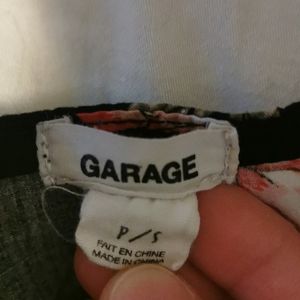 GARAGE
P/S
FAIT EN CHINE
MADE IN CHINA